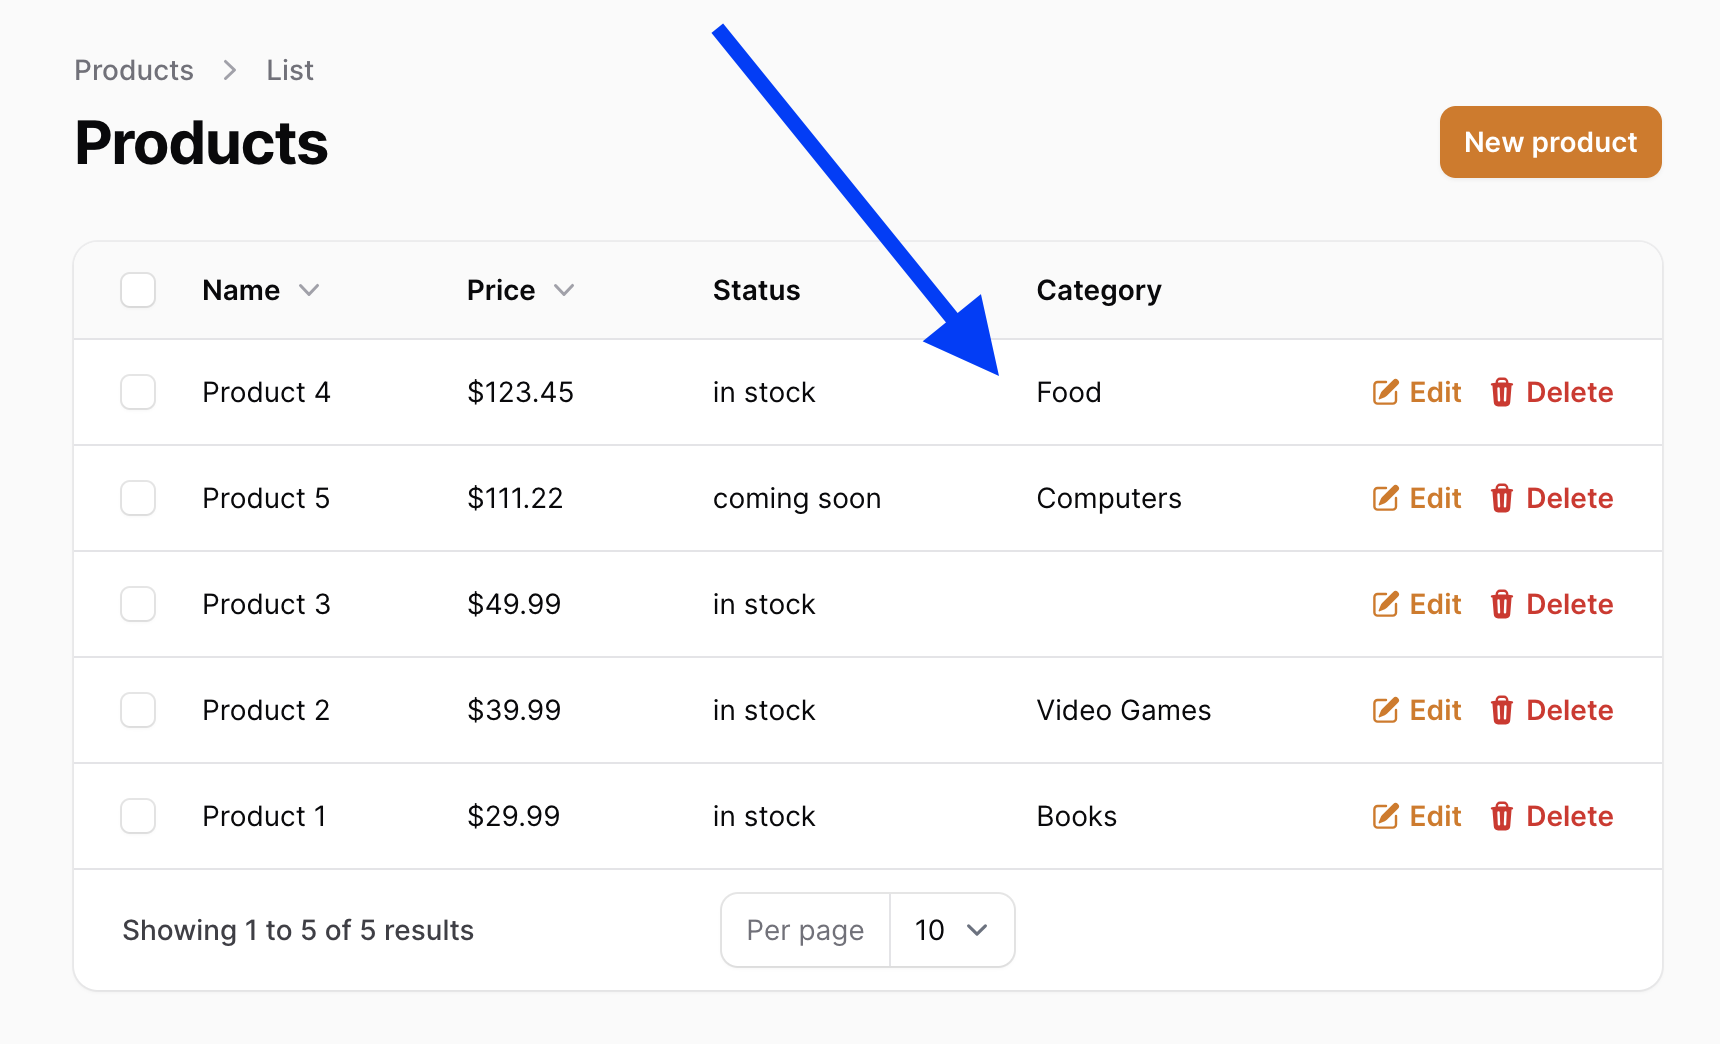 Products > List
Products
New product
Name Price Status Category
Product 4 $123.45 in stock Food Edit Delete
Product 5 $111.22 coming soon Computers Edit Delete
Product 3 $49.99 in stock Edit Delete
Product 2 $39.99 in stock Video Games Edit Delete
Product 1 $29.99 in stock Books Edit Delete
Showing 1 to 5 of 5 results Per page 10